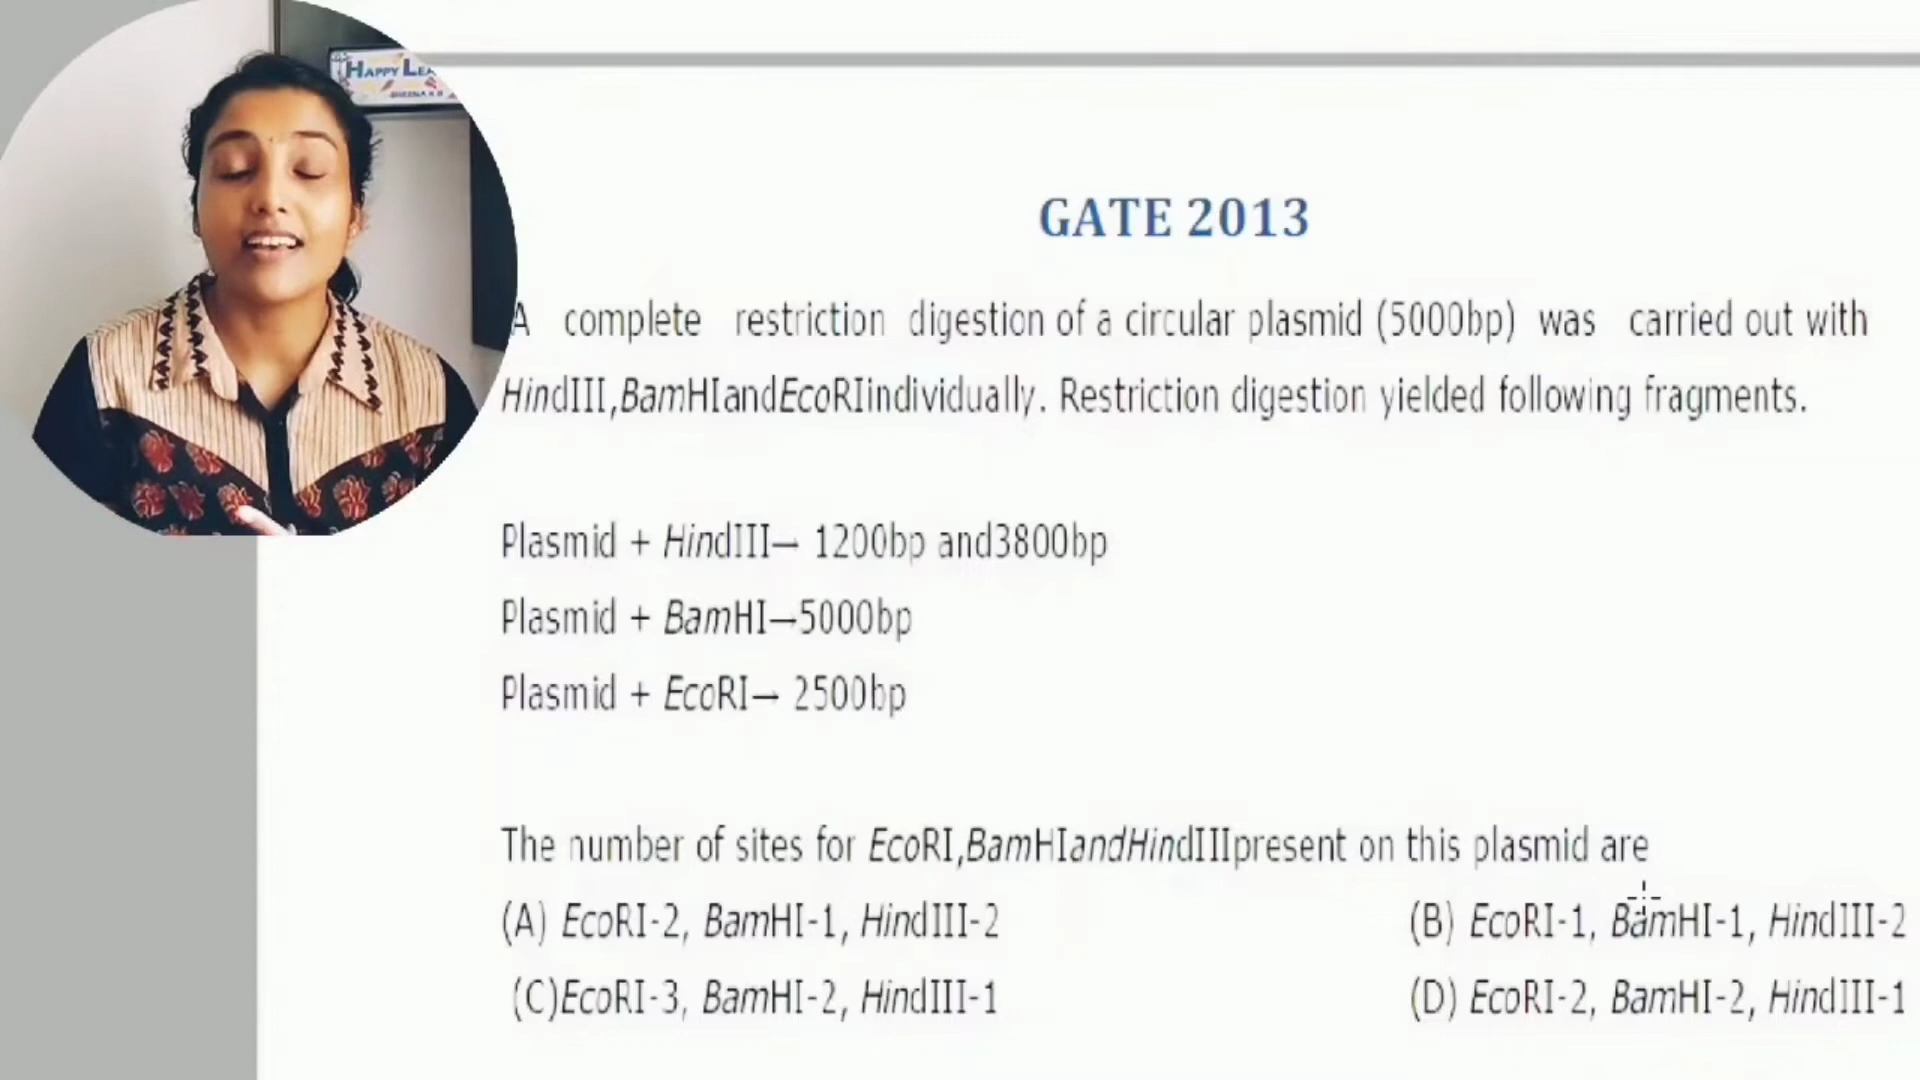 HAPPY LEA
SHEENA K R
GATE 2013
A complete restriction digestion of a circular plasmid (5000bp) was carried out with
HindIII,BamHIandEcoRIindividually. Restriction digestion yielded following fragments.
Plasmid + HindIII→ 1200bp and3800bp
Plasmid + BamHI→5000bp
Plasmid + EcoRI→ 2500bp
The number of sites for EcoRI,BamHIandHindIIIpresent on this plasmid are
(A) EcoRI-2, BamHI-1, HindIII-2 (B) EcoRI-1, BamHI-1, HindIII-2
(C)EcoRI-3, BamHI-2, HindIII-1 (D) EcoRI-2, BamHI-2, HindIII-1